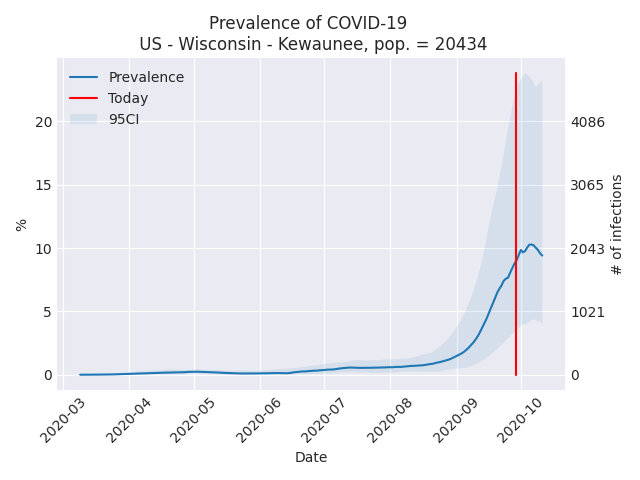 Prevalence of COVID-19
US - Wisconsin - Kewaunee, pop. = 20434
Prevalence
Today
95CI
20
15
10
5
0
%
4086
3065
2043
1021
0
# of infections
2020-03
2020-04
2020-05
2020-06
2020-07
2020-08
2020-09
2020-10
Date